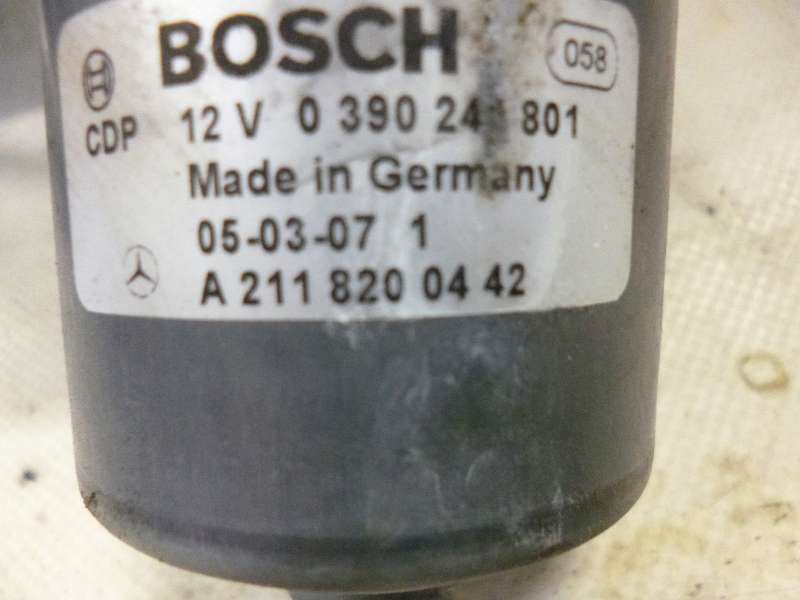 BOSCH 058
CDP 12 V 0 390 24 801
Made in Germany
05-03-07 1
A 211 820 04 42